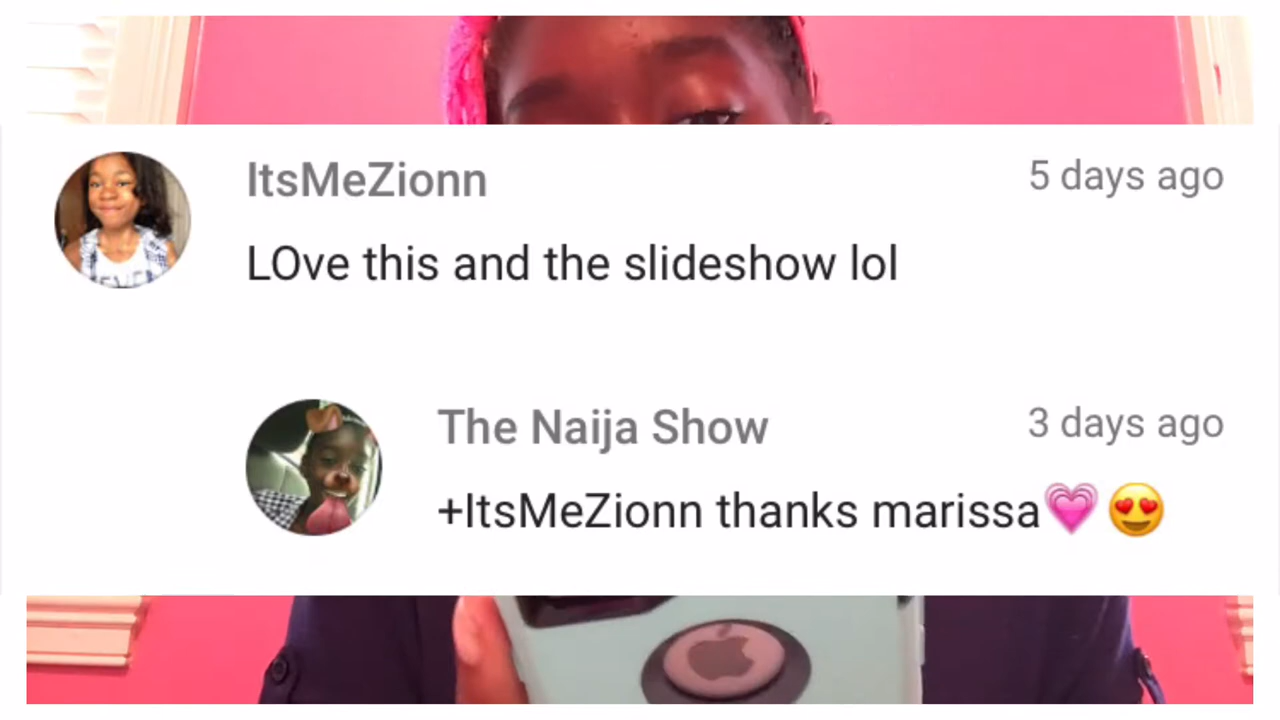 ItsMeZionn
5 days ago
LOve this and the slideshow lol
The Naija Show
3 days ago
+ItsMeZionn thanks marissa💗😍